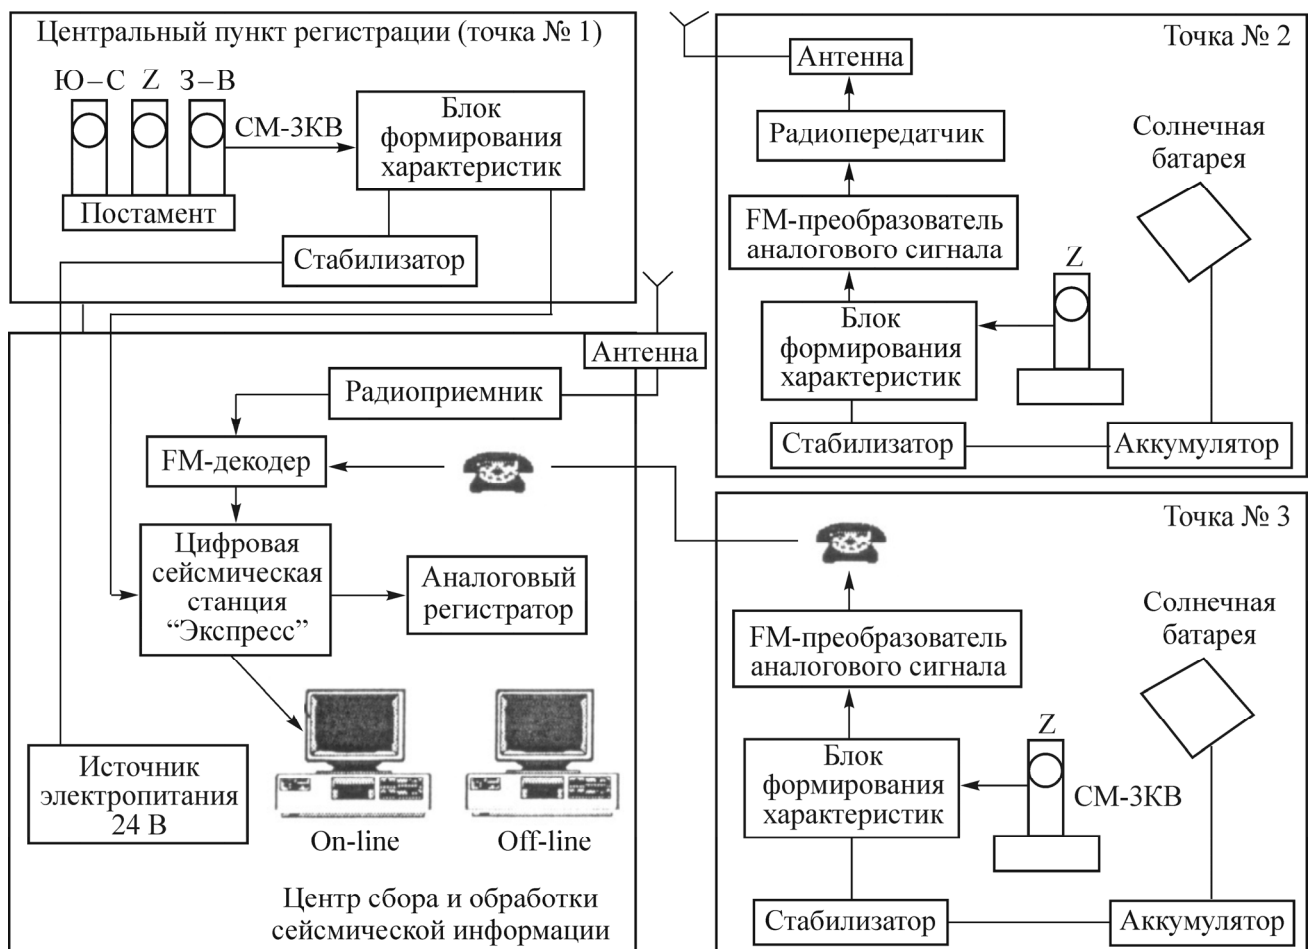 Центральный пункт регистрации (точка № 1)
Ю–С Z З–В
СМ-3КВ
Блок
формирования
характеристик
Постамент
Стабилизатор
Антенна
Радиоприемник
FM-декодер
Цифровая
сейсмическая
станция
“Экспресс”
Аналоговый
регистратор
Источник
электропитания
24 В
On-line
Off-line
Центр сбора и обработки
сейсмической информации
Точка № 2
Антенна
Радиопередатчик
Солнечная
батарея
FM-преобразователь
аналогового сигнала
Z
Блок
формирования
характеристик
Стабилизатор
Аккумулятор
Точка № 3
Солнечная
батарея
FM-преобразователь
аналогового сигнала
Z
СМ-3КВ
Блок
формирования
характеристик
Стабилизатор
Аккумулятор